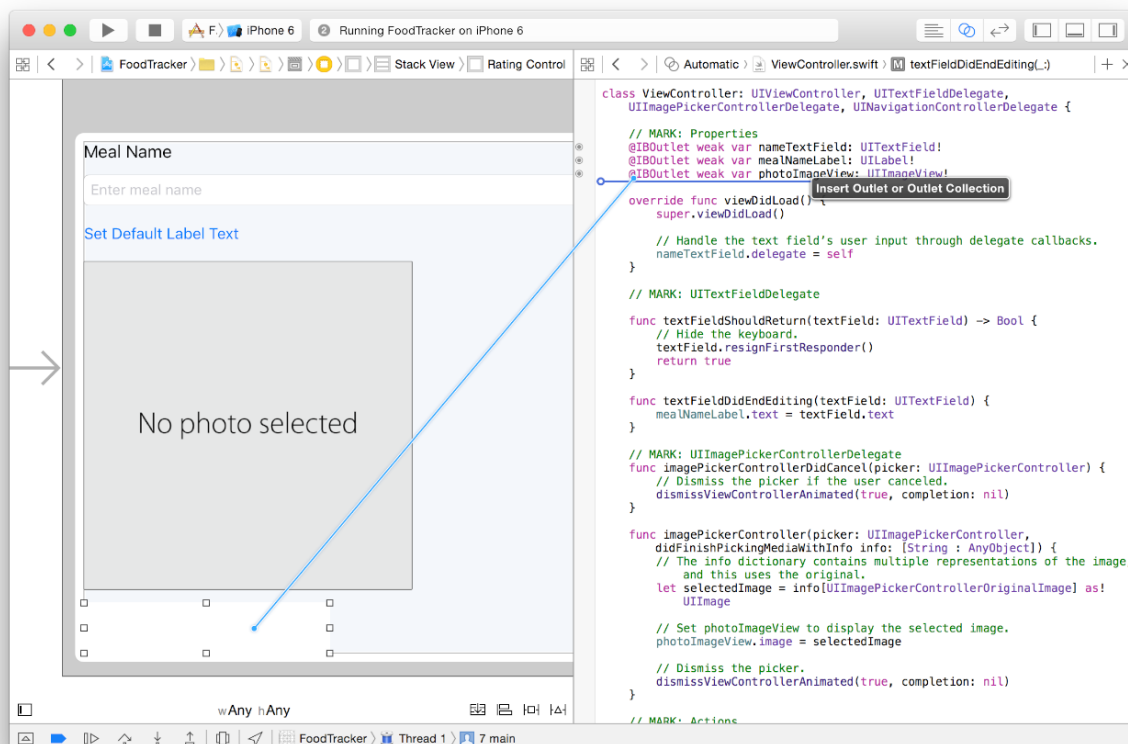 F.
iPhone 6
2 Running FoodTracker on iPhone 6
FoodTracker
Stack View
Rating Control
Automatic
ViewController.swift
M textFieldDidEndEditing(_:)
Meal Name
Enter meal name
Set Default Label Text
No photo selected
wAny hAny
class ViewController: UIViewController, UITextFieldDelegate,
UIImagePickerControllerDelegate, UINavigationControllerDelegate {
// MARK: Properties
@IBOutlet weak var nameTextField: UITextField!
@IBOutlet weak var mealNameLabel: UILabel!
@IBOutlet weak var photoImageView: UIImageView!
Insert Outlet or Outlet Collection
override func viewDidLoad() {
super.viewDidLoad()
// Handle the text field's user input through delegate callbacks.
nameTextField.delegate = self
}
// MARK: UITextFieldDelegate
func textFieldShouldReturn(textField: UITextField) -> Bool {
// Hide the keyboard.
textField.resignFirstResponder()
return true
}
func textFieldDidEndEditing(textField: UITextField) {
mealNameLabel.text = textField.text
}
// MARK: UIImagePickerControllerDelegate
func imagePickerControllerDidCancel(picker: UIImagePickerController) {
// Dismiss the picker if the user canceled.
dismissViewControllerAnimated(true, completion: nil)
}
func imagePickerController(picker: UIImagePickerController,
didFinishPickingMediaWithInfo info: [String : AnyObject]) {
// The info dictionary contains multiple representations of the image
and this uses the original.
let selectedImage = info[UIImagePickerControllerOriginalImage] as!
UIImage
// Set photoImageView to display the selected image.
photoImageView.image = selectedImage
// Dismiss the picker.
dismissViewControllerAnimated(true, completion: nil)
}
// MARK: Actions
FoodTracker
Thread 1
7 main